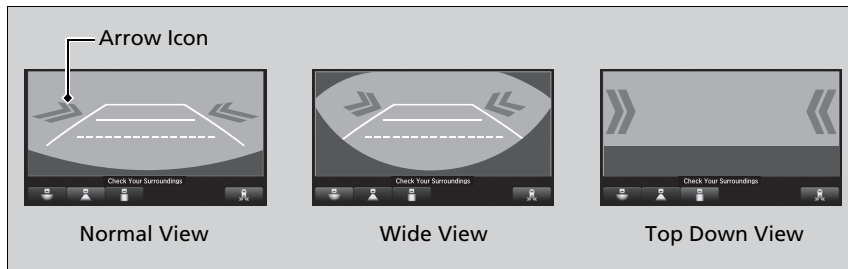 Arrow Icon
Check Your Surroundings
Check Your Surroundings
Check Your Surroundings
Normal View
Wide View
Top Down View